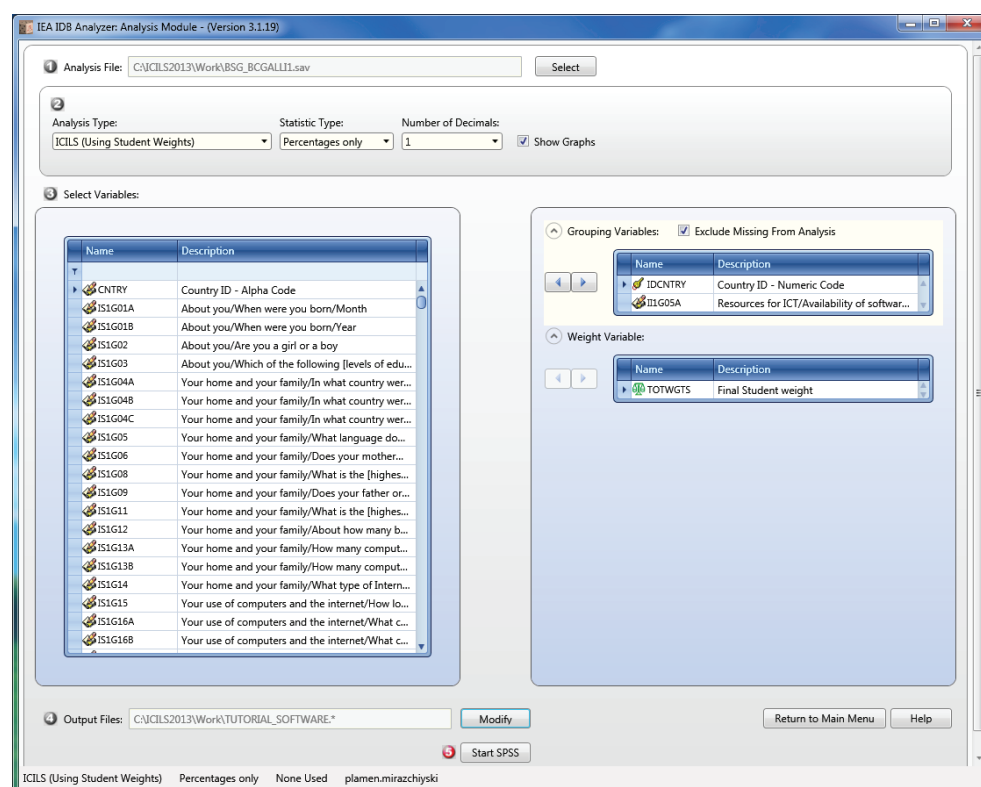 IEA IDB Analyzer: Analysis Module - (Version 3.1.19)
1 Analysis File: C:\ICILS2013\Work\BSG_BCGALLI1.sav Select
2
Analysis Type: Statistic Type: Number of Decimals:
ICILS (Using Student Weights) Percentages only 1 Show Graphs
3 Select Variables:
Name Description
CNTRY Country ID - Alpha Code
IS1G01A About you/When were you born/Month
IS1G01B About you/When were you born/Year
IS1G02 About you/Are you a girl or a boy
IS1G03 About you/Which of the following [levels of edu...
IS1G04A Your home and your family/In what country wer...
IS1G04B Your home and your family/In what country wer...
IS1G04C Your home and your family/In what country wer...
IS1G05 Your home and your family/What language do...
IS1G06 Your home and your family/Does your mother...
IS1G08 Your home and your family/What is the [highes...
IS1G09 Your home and your family/Does your father or...
IS1G11 Your home and your family/What is the [highes...
IS1G12 Your home and your family/About how many b...
IS1G13A Your home and your family/How many comput...
IS1G13B Your home and your family/How many comput...
IS1G14 Your home and your family/What type of Intern...
IS1G15 Your use of computers and the internet/How lo...
IS1G16A Your use of computers and the internet/What c...
IS1G16B Your use of computers and the internet/What c...
Grouping Variables: Exclude Missing From Analysis
Name Description
IDCNTRY Country ID - Numeric Code
II1G05A Resources for ICT/Availability of softwar...
Weight Variable:
Name Description
TOTWGTS Final Student weight
4 Output Files: C:\ICILS2013\Work\TUTORIAL_SOFTWARE.* Modify Return to Main Menu Help
5 Start SPSS
ICILS (Using Student Weights) Percentages only None Used plamen.mirazchiyski